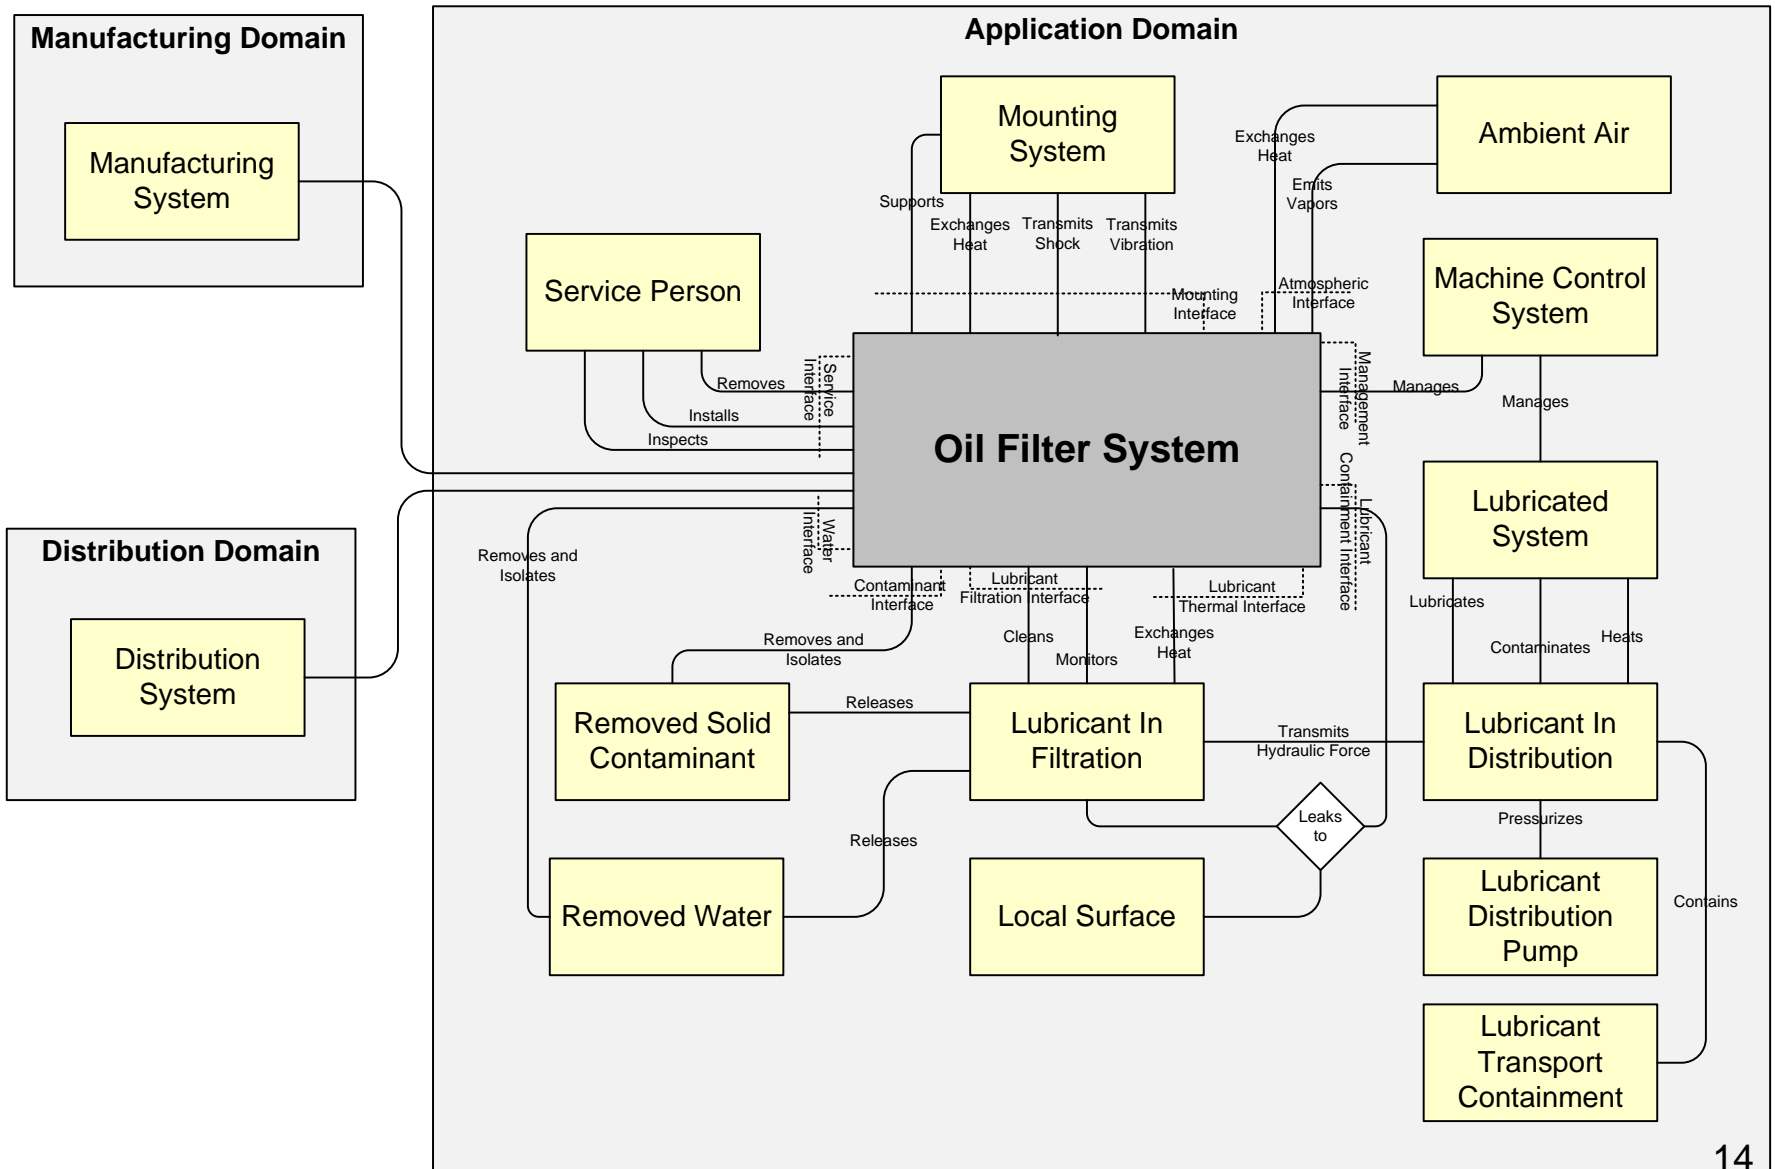 Manufacturing Domain
Manufacturing
System
Distribution Domain
Distribution
System
Application Domain
Mounting
System
Ambient Air
Exchanges
Heat
Emits
Vapors
Supports
Exchanges
Heat
Transmits
Shock
Transmits
Vibration
Service Person
Machine Control
System
Mounting
Interface
Atmospheric
Interface
Removes
Installs
Inspects
Service
Interface
Management
Interface
Manages
Manages
Oil Filter System
Lubricated
System
Water
Interface
Lubricant
Containment Interface
Removes and
Isolates
Contaminant
Interface
Lubricant
Filtration Interface
Lubricant
Thermal Interface
Removes and
Isolates
Cleans
Monitors
Exchanges
Heat
Lubricates
Contaminates
Heats
Removed Solid
Contaminant
Releases
Lubricant In
Filtration
Transmits
Hydraulic Force
Lubricant In
Distribution
Releases
Leaks
to
Pressurizes
Removed Water
Local Surface
Lubricant
Distribution
Pump
Contains
Lubricant
Transport
Containment
14